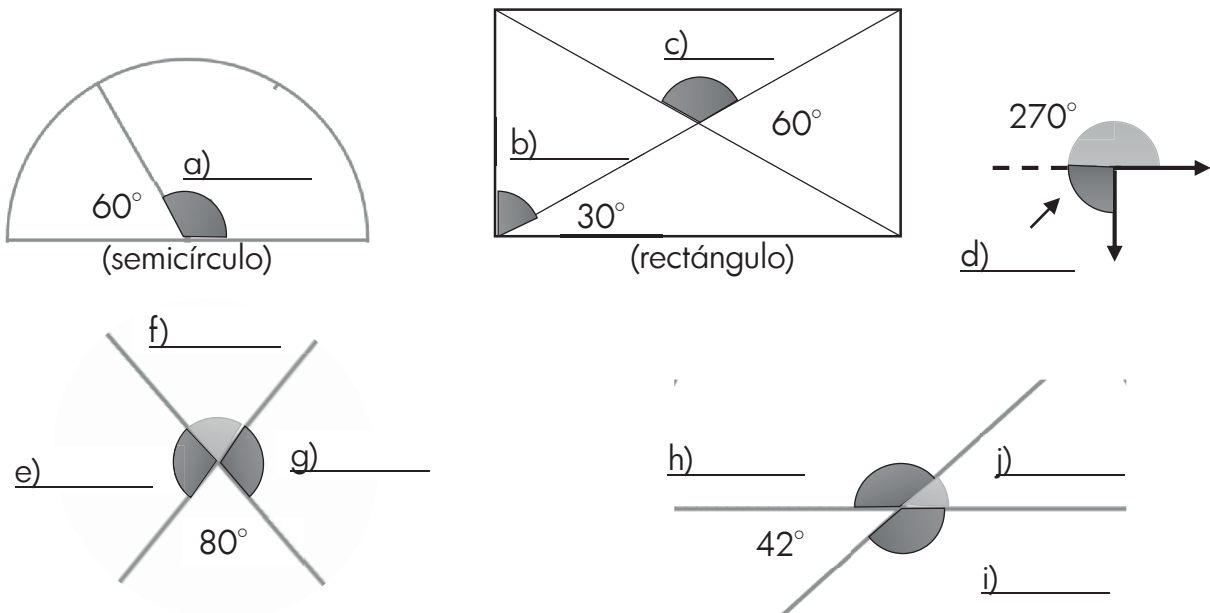 a)
60°
(semicírculo)
c)
60°
b)
30°
(rectángulo)
270°
d)
f)
e)
g)
80°
h)
j)
42°
i)